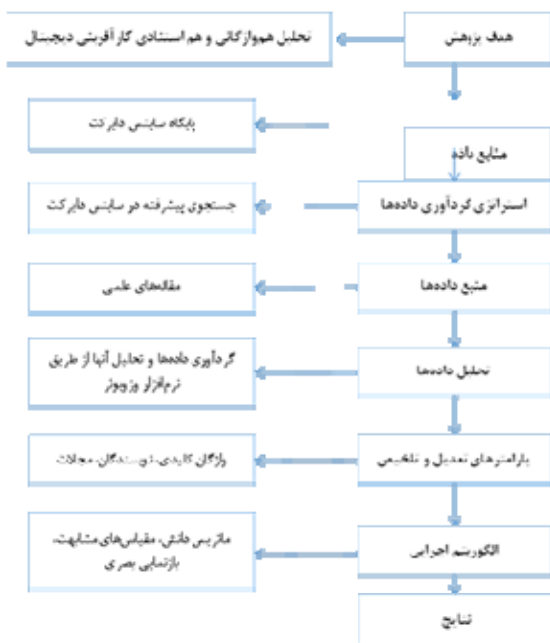 هدف پژوهش
تحلیل هم‌واژگانی و هم استنادی کارآفرینی دیجیتال
منابع داده
پایگاه ساینس دایرکت
استراتژی گردآوری داده‌ها
جستجوی پیشرفته در ساینس دایرکت
منبع داده‌ها
مقاله‌های علمی
تحلیل داده‌ها
گردآوری داده‌ها و تحلیل آنها از طریق
نرم‌افزار وزویوئر
پارامترهای تعدیل و تلخیص
واژگان کلیدی، نویسندگان، مجلات
الگوریتم اجرایی
ماتریس دانش، مقیاس‌های مشابهت،
بازنمایی بصری
نتایج